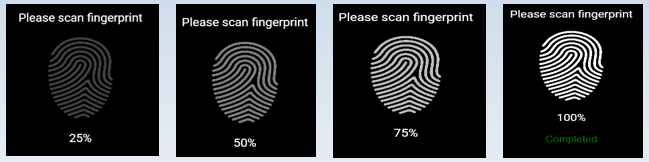 Please scan fingerprint
25%
Please scan fingerprint
50%
Please scan fingerprint
75%
Please scan fingerprint
100%
Completed